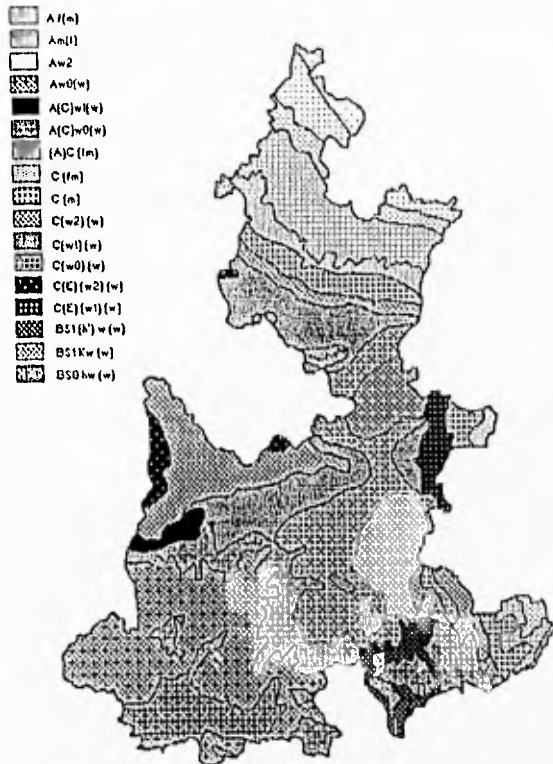 A f(m)
Am(f)
Aw2
Aw0(w)
A(C)w1(w)
A(C)w0(w)
(A)C(fm)
C(fm)
C(m)
C(w2)(w)
C(w1)(w)
C(w0)(w)
C(E)(w2)(w)
C(E)(w1)(w)
BS1(h')w(w)
BS1Kw(w)
BS0hw(w)